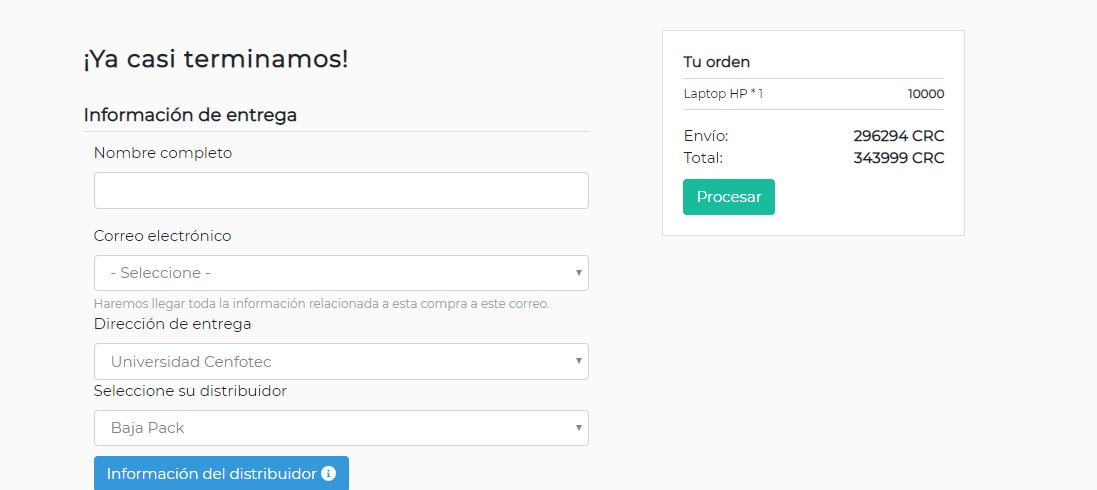 ¡Ya casi terminamos!
Información de entrega
Nombre completo
Correo electrónico
- Seleccione -
Haremos llegar toda la información relacionada a esta compra a este correo.
Dirección de entrega
Universidad Cenfotec
Seleccione su distribuidor
Baja Pack
Información del distribuidor
Tu orden
Laptop HP * 1 10000
Envío: 296294 CRC
Total: 343999 CRC
Procesar